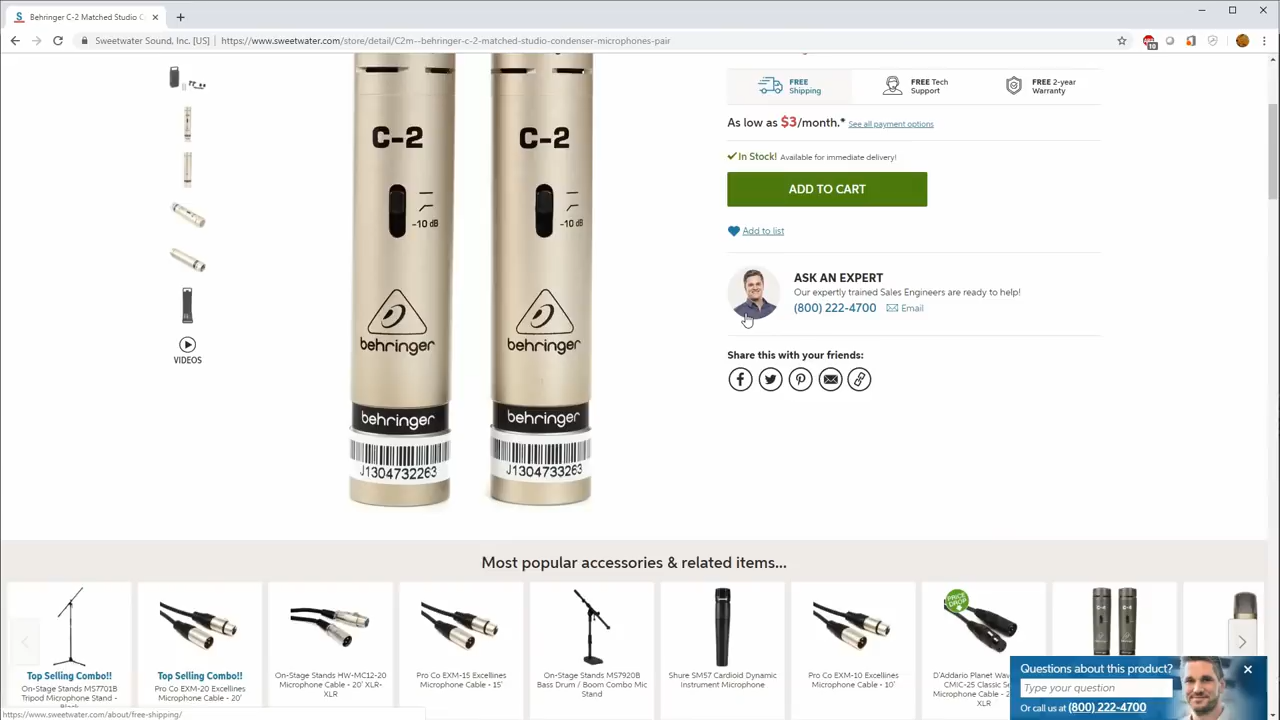 Behringer C-2 Matched Studio C
Sweetwater Sound, Inc. [US]
https://www.sweetwater.com/store/detail/C2m--behringer-c-2-matched-studio-condenser-microphones-pair
10
FREE
Shipping
FREE Tech
Support
FREE 2-year
Warranty
As low as $3/month.* See all payment options
In Stock! Available for immediate delivery!
ADD TO CART
Add to list
ASK AN EXPERT
Our expertly trained Sales Engineers are ready to help!
(800) 222-4700 Email
Share this with your friends:
VIDEOS
C-2
-10 dB
behringer
behringer
J1304732263
C-2
-10 dB
behringer
behringer
J1304733263
Most popular accessories & related items...
Top Selling Combo!!
On-Stage Stands MS7701B
Tripod Microphone Stand -
Top Selling Combo!!
Pro Co EXM-20 Excellines
Microphone Cable - 20'
On-Stage Stands HW-MC12-20
Microphone Cable - 20' XLR-
XLR
Pro Co EXM-15 Excellines
Microphone Cable - 15'
On-Stage Stands MS7920B
Bass Drum / Boom Combo Mic
Stand
Shure SM57 Cardioid Dynamic
Instrument Microphone
Pro Co EXM-10 Excellines
Microphone Cable - 10'
PRICE
DROP
D'Addario Planet Wav
CMIC-25 Classic Se
Microphone Cable - 2
XLR
C-2
C-2
Questions about this product?
Type your question
Or call us at (800) 222-4700
https://www.sweetwater.com/about/free-shipping/